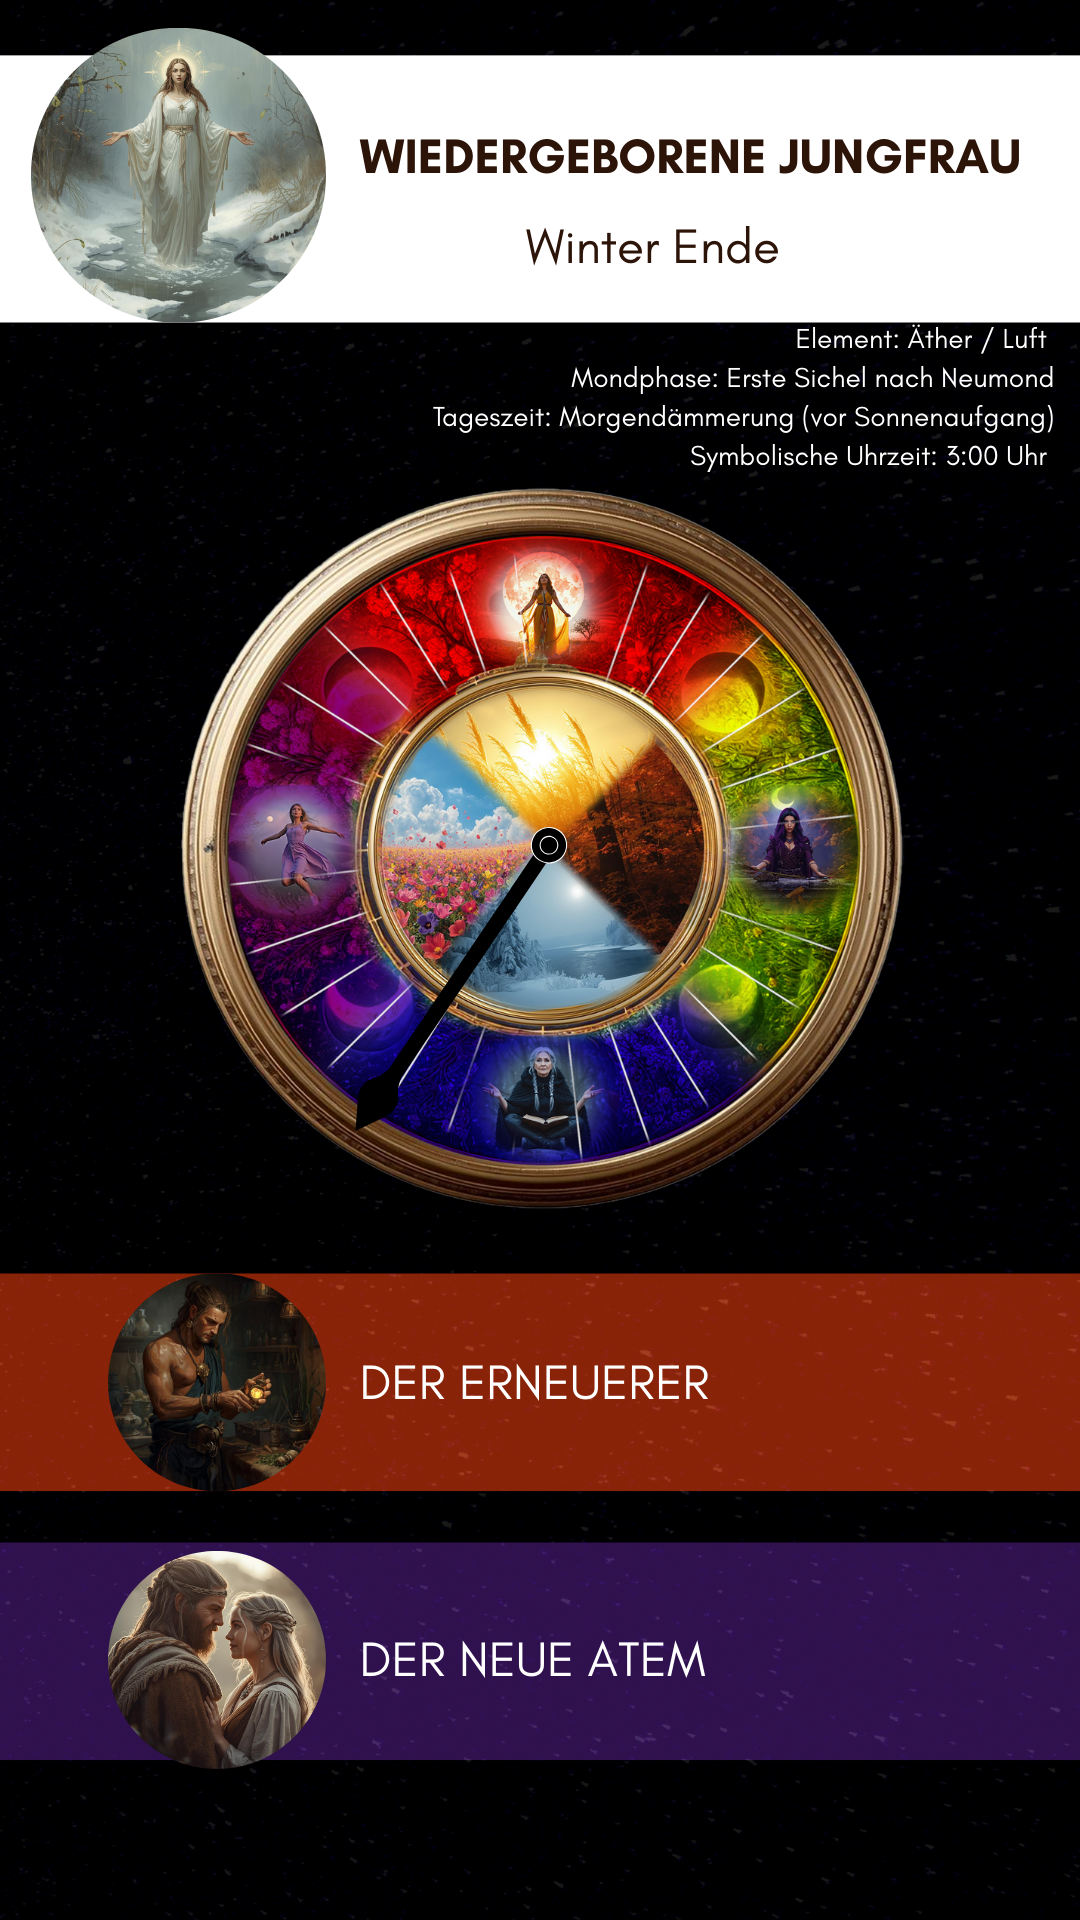 WIEDERGEBORENE JUNGFRAU
Winter Ende
Element: Äther / Luft
Mondphase: Erste Sichel nach Neumond
Tageszeit: Morgendämmerung (vor Sonnenaufgang)
Symbolische Uhrzeit: 3:00 Uhr
DER ERNEUERER
DER NEUE ATEM